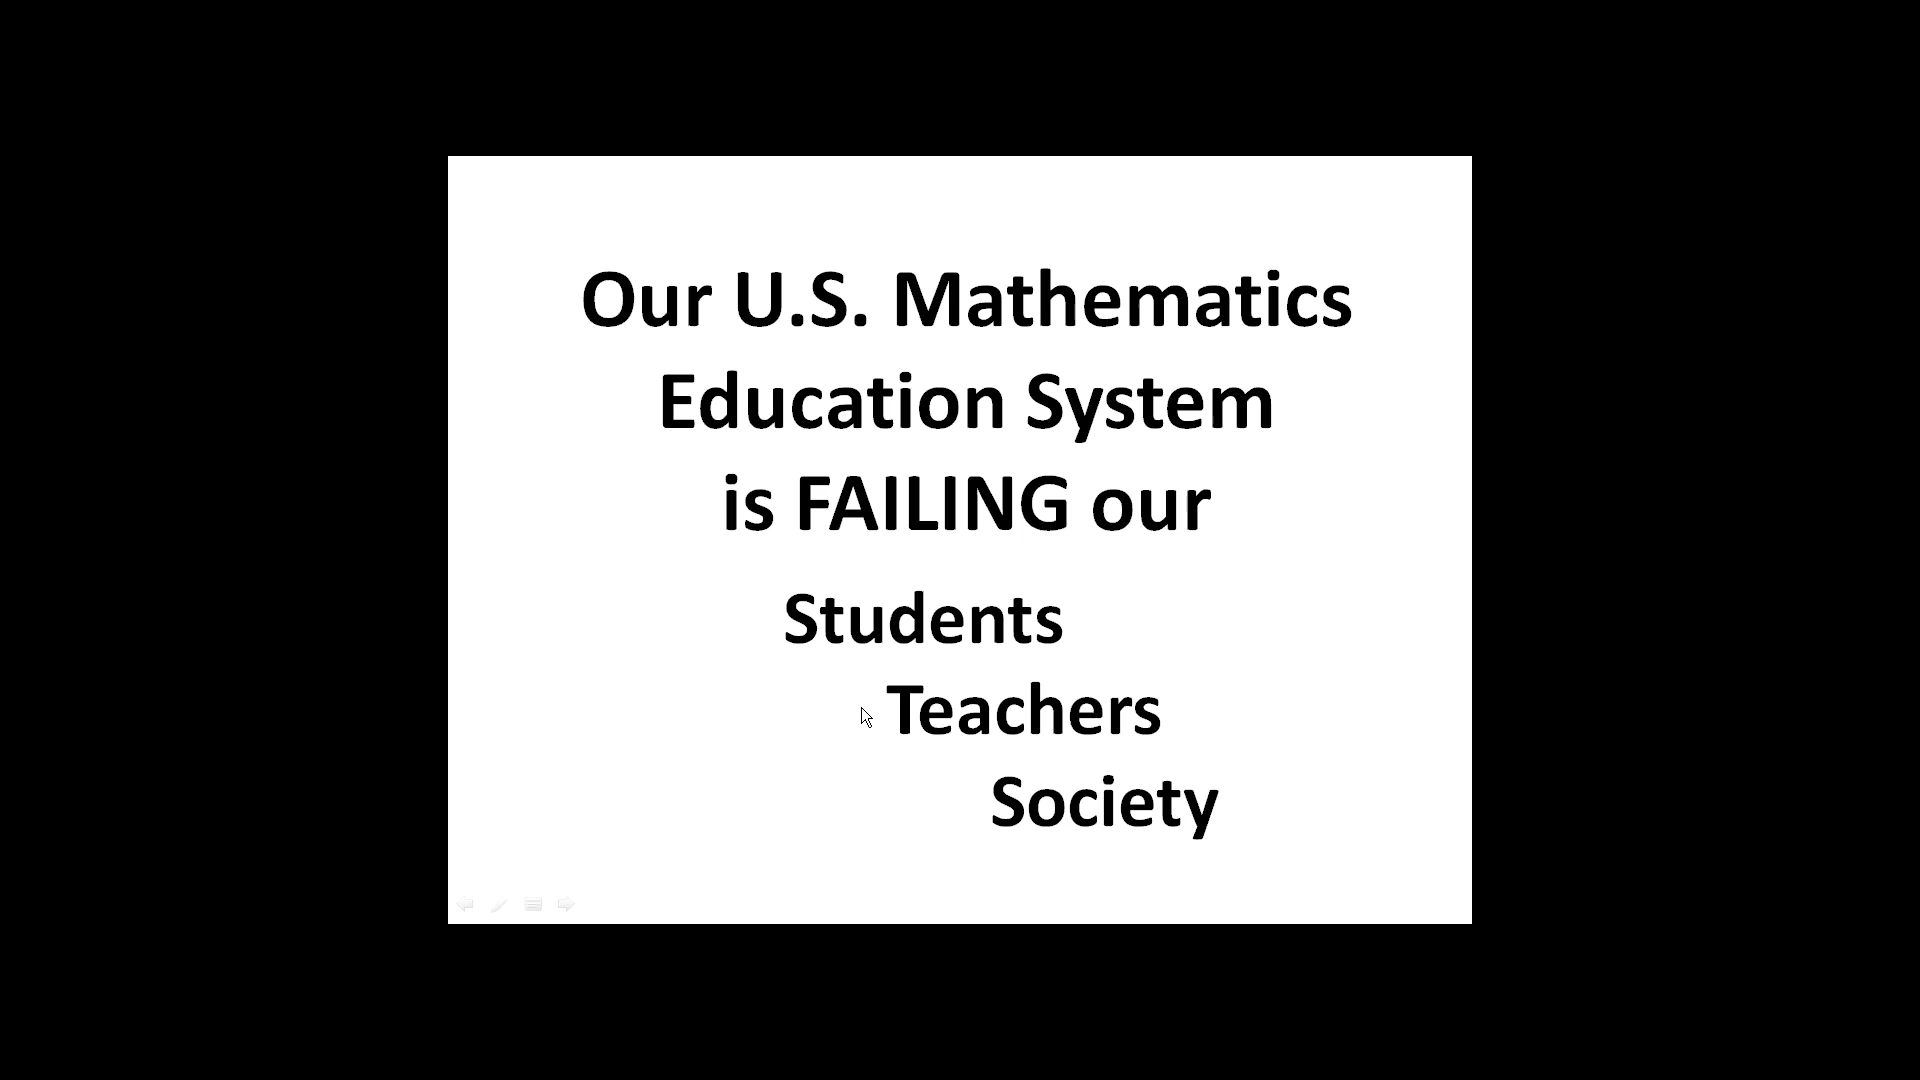 Our U.S. Mathematics
Education System
is FAILING our
Students
Teachers
Society